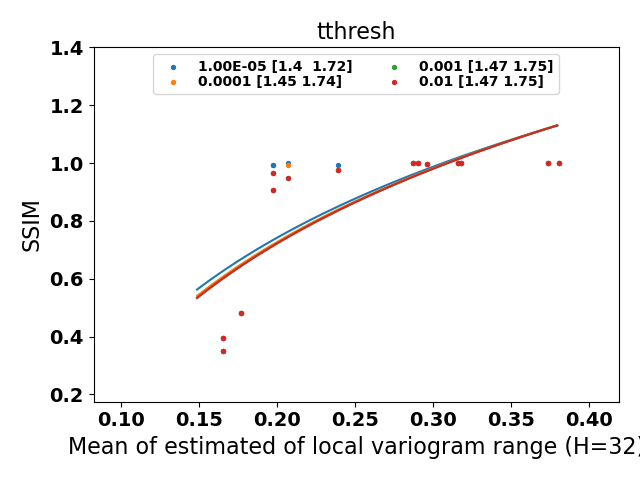 tthresh
1.4
1.00E-05 [1.4  1.72]
0.0001 [1.45 1.74]
0.001 [1.47 1.75]
0.01 [1.47 1.75]
1.2
1.0
0.8
0.6
0.4
0.2
SSIM
0.10 0.15 0.20 0.25 0.30 0.35 0.40
Mean of estimated of local variogram range (H=32)